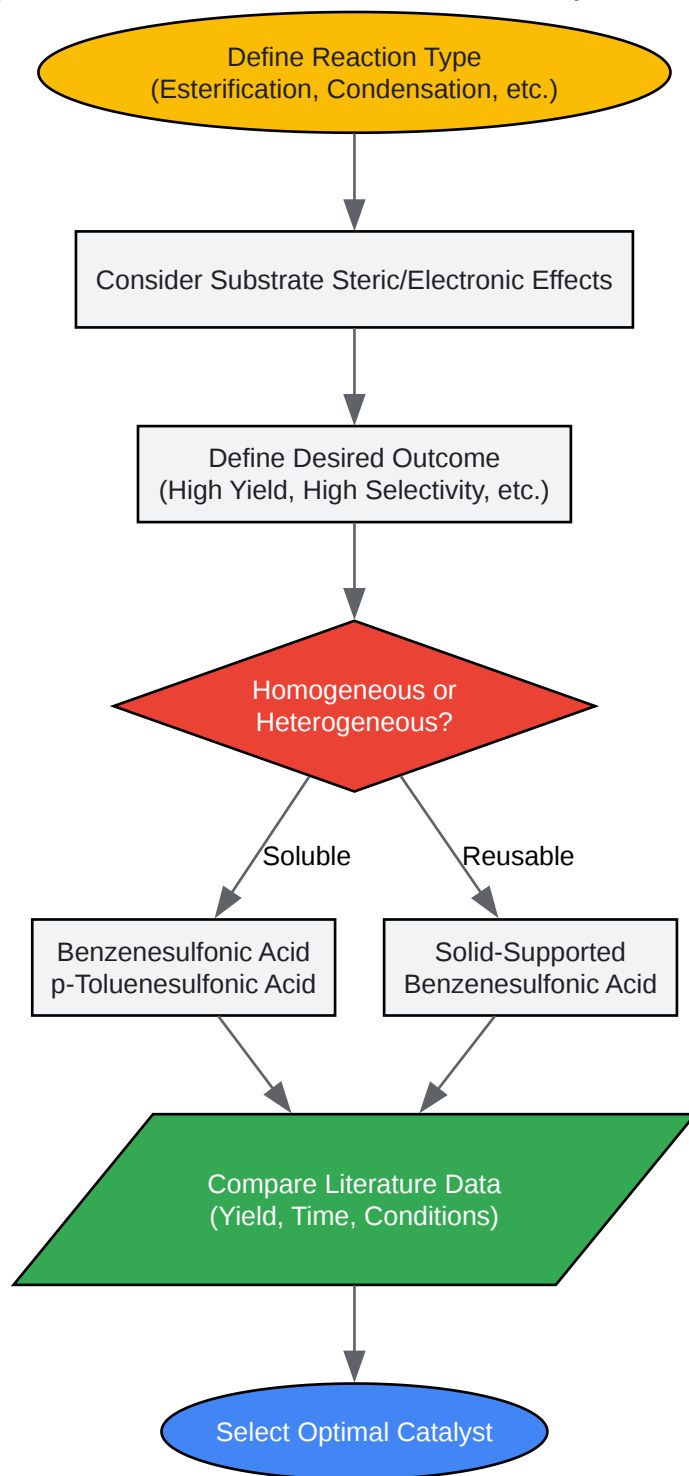 Define Reaction Type
(Esterification, Condensation, etc.)
Consider Substrate Steric/Electronic Effects
Define Desired Outcome
(High Yield, High Selectivity, etc.)
Homogeneous or
Heterogeneous?
Soluble
Reusable
Benzenesulfonic Acid
p-Toluenesulfonic Acid
Solid-Supported
Benzenesulfonic Acid
Compare Literature Data
(Yield, Time, Conditions)
Select Optimal Catalyst